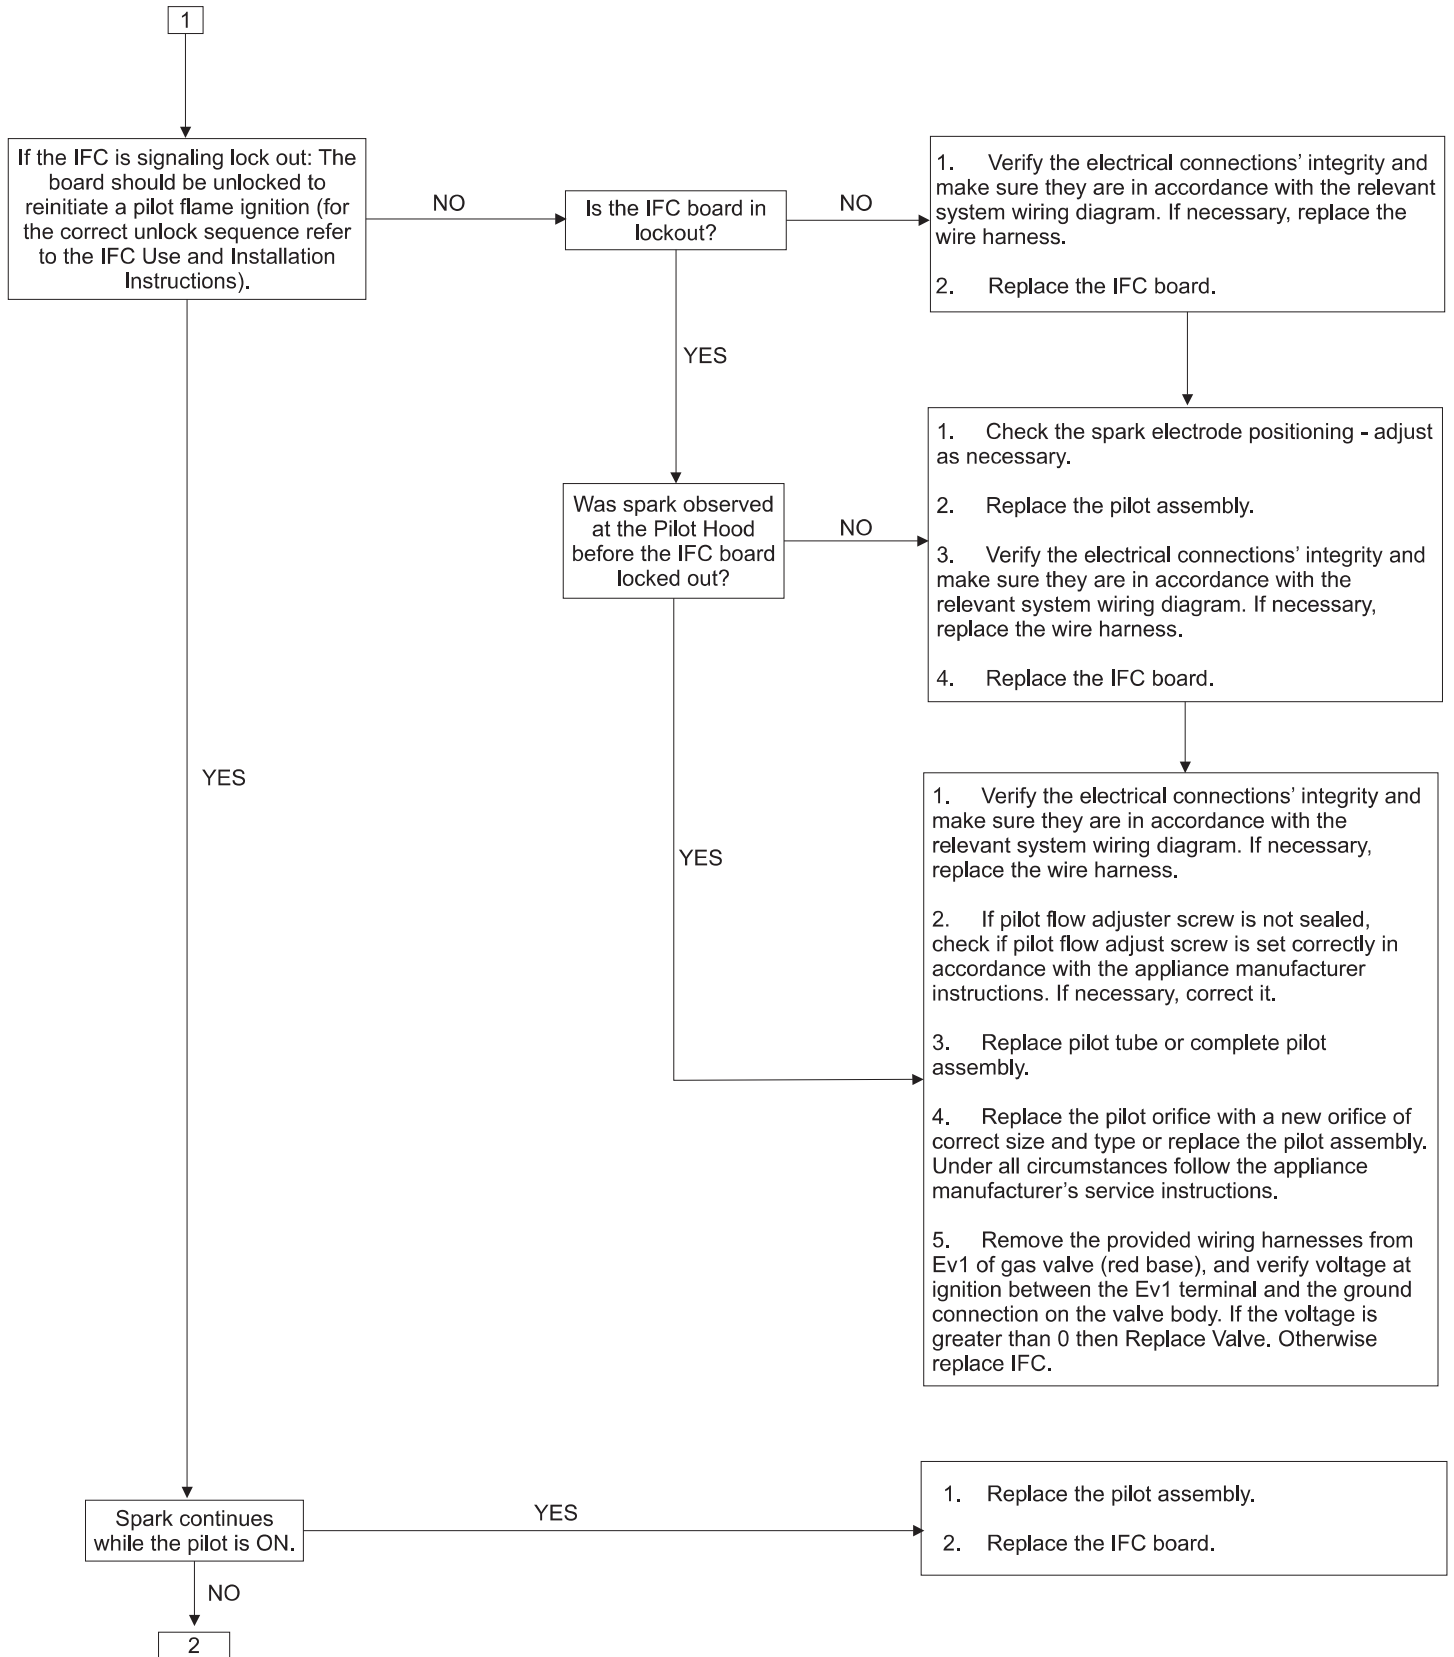 1
If the IFC is signaling lock out: The
board should be unlocked to
reinitiate a pilot flame ignition (for
the correct unlock sequence refer
to the IFC Use and Installation
Instructions).
NO
Is the IFC board in
lockout?
NO
1. Verify the electrical connections’ integrity and
make sure they are in accordance with the relevant
system wiring diagram. If necessary, replace the
wire harness.
2. Replace the IFC board.
YES
Was spark observed
at the Pilot Hood
before the IFC board
locked out?
NO
1. Check the spark electrode positioning - adjust
as necessary.
2. Replace the pilot assembly.
3. Verify the electrical connections’ integrity and
make sure they are in accordance with the
relevant system wiring diagram. If necessary,
replace the wire harness.
4. Replace the IFC board.
YES
YES
1. Verify the electrical connections’ integrity and
make sure they are in accordance with the
relevant system wiring diagram. If necessary,
replace the wire harness.
2. If pilot flow adjuster screw is not sealed,
check if pilot flow adjust screw is set correctly in
accordance with the appliance manufacturer
instructions. If necessary, correct it.
3. Replace pilot tube or complete pilot
assembly.
4. Replace the pilot orifice with a new orifice of
correct size and type or replace the pilot assembly.
Under all circumstances follow the appliance
manufacturer’s service instructions.
5. Remove the provided wiring harnesses from
Ev1 of gas valve (red base), and verify voltage at
ignition between the Ev1 terminal and the ground
connection on the valve body. If the voltage is
greater than 0 then Replace Valve. Otherwise
replace IFC.
Spark continues
while the pilot is ON.
YES
1. Replace the pilot assembly.
2. Replace the IFC board.
NO
2